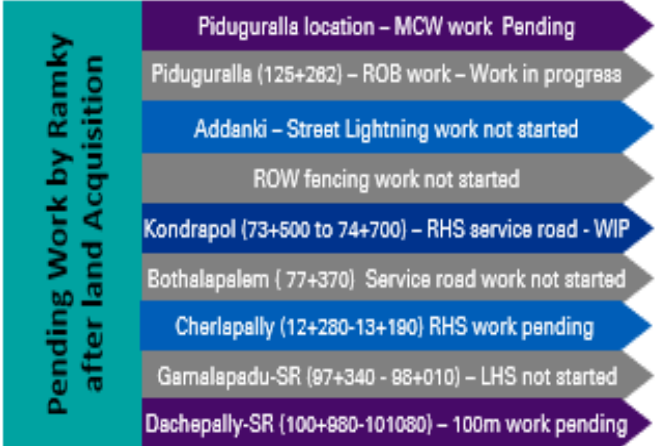 Pending Work by Ramky
after land Acquisition
Piduguralla location – MCW work Pending
Piduguralla (125+262) – ROB work – Work in progress
Addanki – Street Lightning work not started
ROW fencing work not started
Kondrapol (73+500 to 74+700) – RHS service road - WIP
Bothalapalem ( 77+370) Service road work not started
Cherlapally (12+280-13+190) RHS work pending
Gamalapadu-SR (97+340 - 98+010) – LHS not started
Dachepally-SR (100+980-101080) – 100m work pending